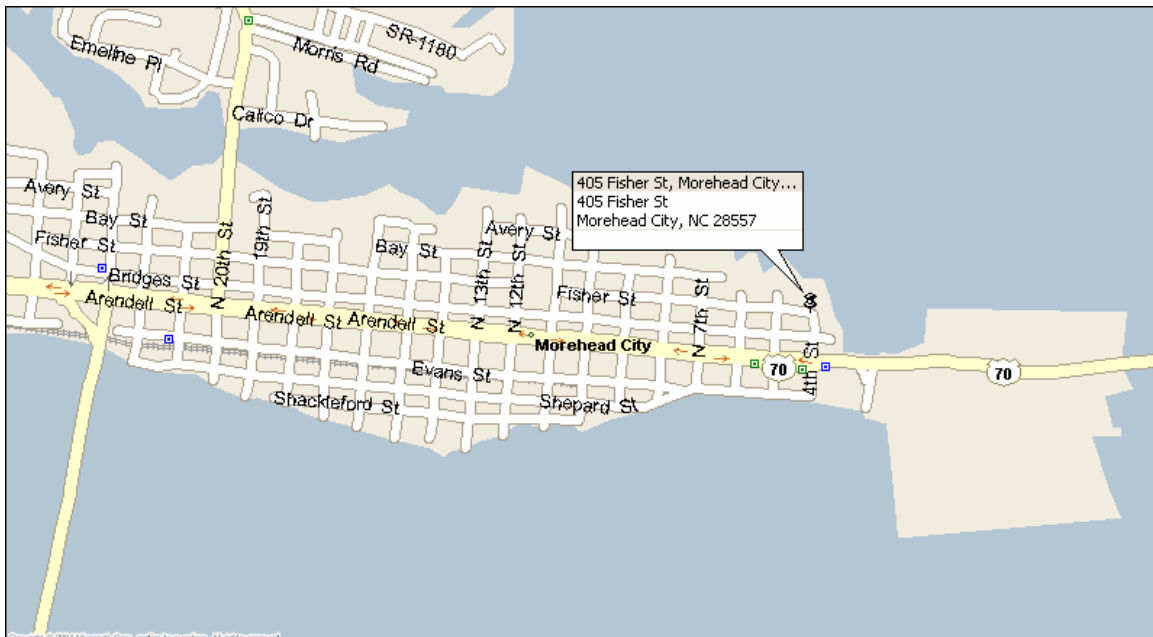 SR-1180
Morris Rd
Emeline Pl
Calico Dr
405 Fisher St, Morehead City...
405 Fisher St
Morehead City, NC 28557
Avery St
Bay St
Fisher St
Bridges St
Arendell St
N 20th St
19th St
Bay St
Avery St
N 13th St
N 12th St
Fisher St
N 7th St
Arendell St
Arendell St
Morehead City
70
4th St
70
Evans St
Shackleford St
Shepard St